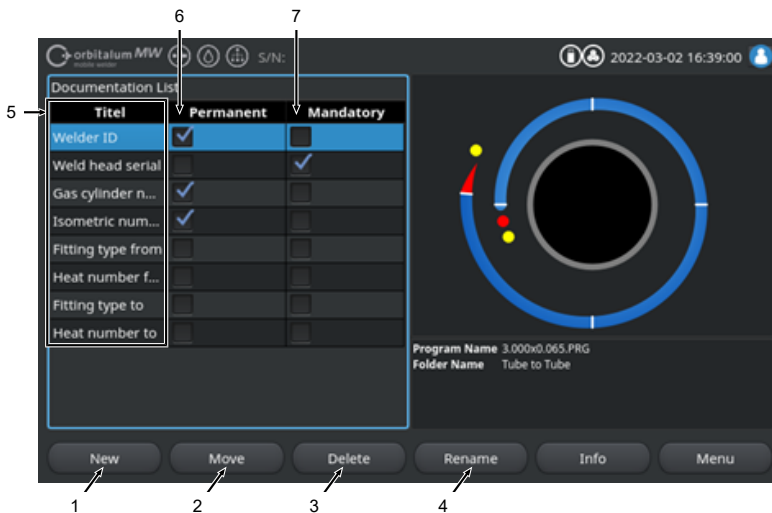 6 7
orbitalum MW S/N: 2022-03-02 16:39:00
mobile welder
Documentation List
5 Titel Permanent Mandatory
Welder ID
Weld head serial
Gas cylinder n...
Isometric num...
Fitting type from
Heat number f...
Fitting type to
Heat number to
Program Name 3.000x0.065.PRG
Folder Name Tube to Tube
New Move Delete Rename Info Menu
1 2 3 4